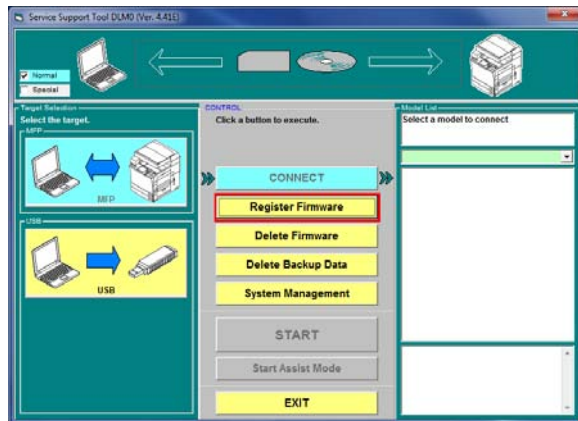 Service Support Tool DLM0 (Ver. 4.41E)
Normal
Special
Target Selection
Select the target.
MFP
MFP
USB
USB
CONTROL
Click a button to execute.
CONNECT
Register Firmware
Delete Firmware
Delete Backup Data
System Management
START
Start Assist Mode
EXIT
Model List
Select a model to connect